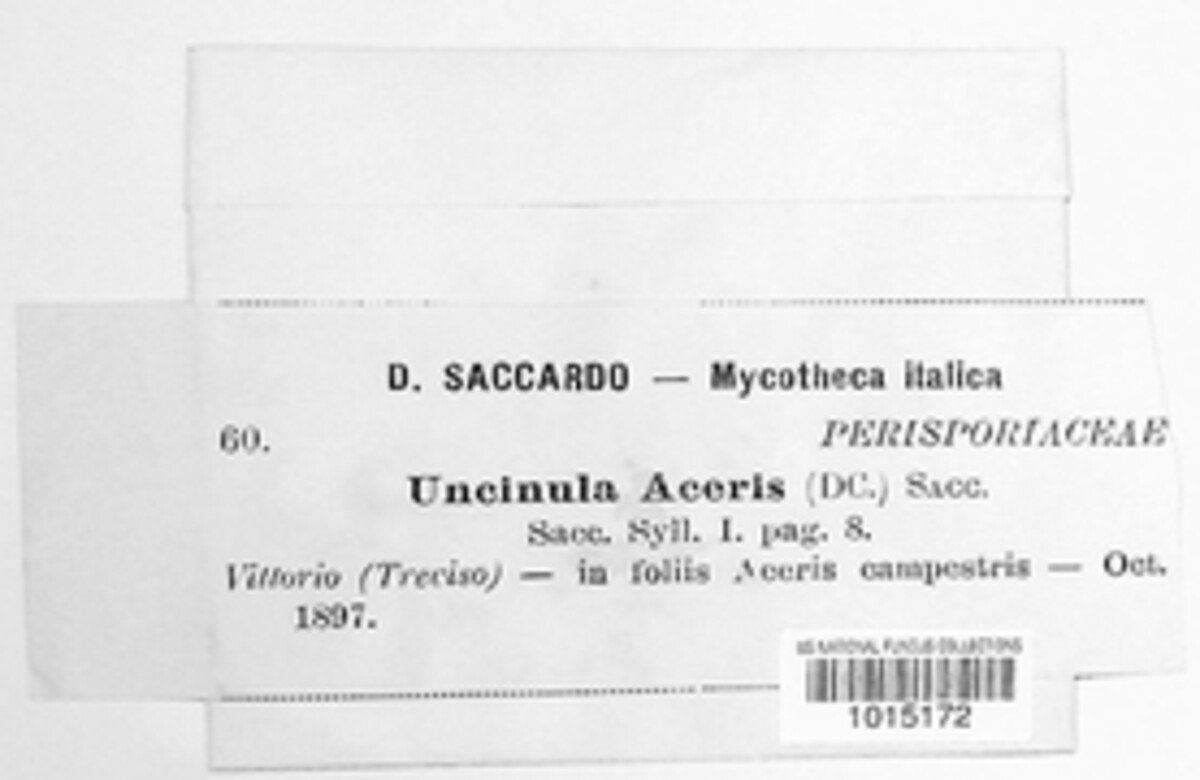 D. SACCARDO — Mycotheca italica
60. PERISPORIACEAE
Uncinula Aceris (DC.) Sacc.
Sacc. Syll. I. pag. 8.
Vittorio (Treviso) — in foliis Aceris campestris — Oct.
1897.
US NATIONAL FUNGUS COLLECTIONS
1015172